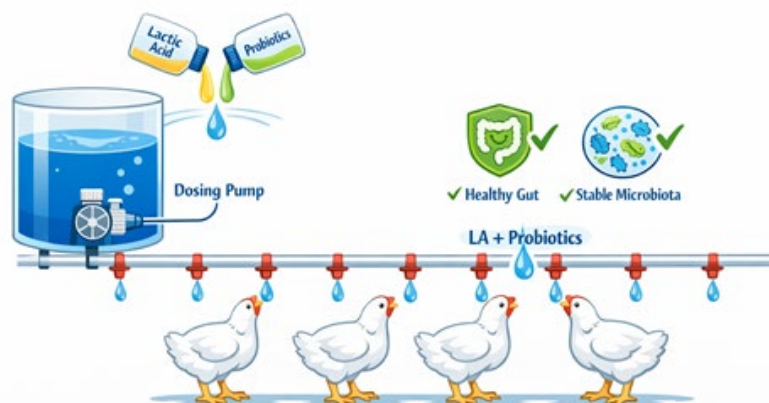 Lactic
Acid
Probiotics
Dosing Pump
Healthy Gut
Stable Microbiota
LA + Probiotics